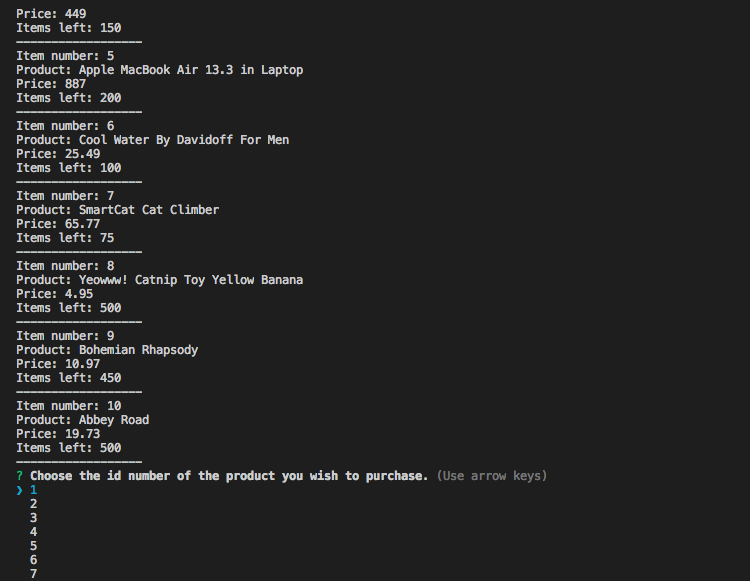 Price: 449
Items left: 150
------------------
Item number: 5
Product: Apple MacBook Air 13.3 in Laptop
Price: 887
Items left: 200
------------------
Item number: 6
Product: Cool Water By Davidoff For Men
Price: 25.49
Items left: 100
------------------
Item number: 7
Product: SmartCat Cat Climber
Price: 65.77
Items left: 75
------------------
Item number: 8
Product: Yeowww! Catnip Toy Yellow Banana
Price: 4.95
Items left: 500
------------------
Item number: 9
Product: Bohemian Rhapsody
Price: 10.97
Items left: 450
------------------
Item number: 10
Product: Abbey Road
Price: 19.73
Items left: 500
------------------
? Choose the id number of the product you wish to purchase. (Use arrow keys)
❯ 1
2
3
4
5
6
7